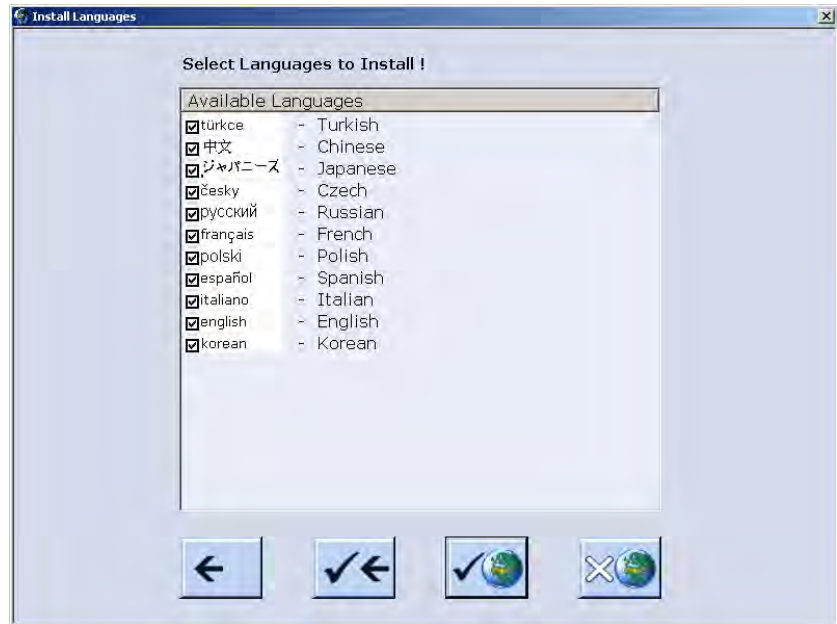 Install Languages
Select Languages to Install !
Available Languages
türkce - Turkish
中文 - Chinese
ジャパニーズ - Japanese
česky - Czech
русский - Russian
français - French
polski - Polish
español - Spanish
italiano - Italian
english - English
korean - Korean